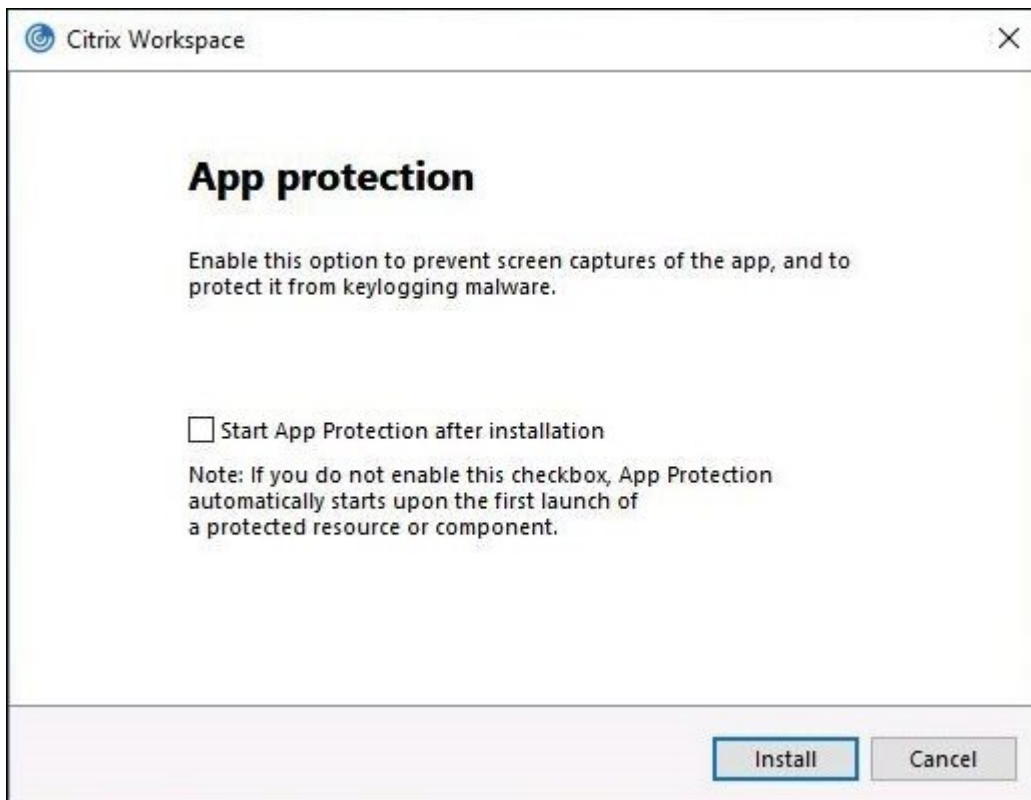 Citrix Workspace
App protection
Enable this option to prevent screen captures of the app, and to
protect it from keylogging malware.
Start App Protection after installation
Note: If you do not enable this checkbox, App Protection
automatically starts upon the first launch of
a protected resource or component.
Install
Cancel